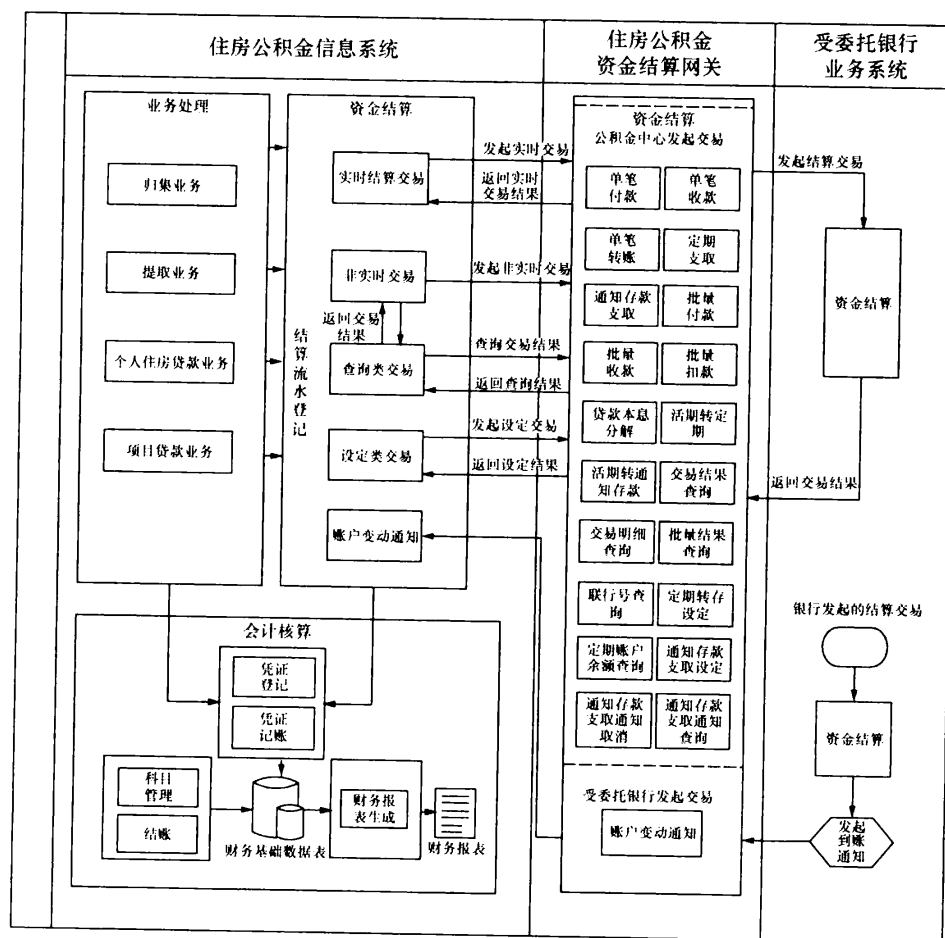 住房公积金信息系统
住房公积金
资金结算网关
受委托银行
业务系统
业务处理
归集业务
提取业务
个人住房贷款业务
项目贷款业务
资金结算
结算流水登记
实时结算交易
非实时交易
返回交易
结果
查询类交易
设定类交易
账户变动通知
发起实时交易
返回实时
交易结果
发起非实时交易
查询交易结果
返回查询结果
发起设定交易
返回设定结果
资金结算
公积金中心发起交易
单笔
付款
单笔
收款
单笔
转账
定期
支取
通知存款
支取
批量
付款
批量
收款
批量
扣款
贷款本息
分解
活期转定
期
活期转通
知存款
交易结果
查询
交易明细
查询
批量结果
查询
联行号查
询
定期转存
设定
定期账户
余额查询
通知存款
支取设定
通知存款
支取通知
取消
通知存款
支取通知
查询
受委托银行发起交易
账户变动通知
发起结算交易
资金结算
返回交易结果
银行发起的结算交易
资金结算
发起
到账
通知
会计核算
凭证
登记
凭证
记账
科目
管理
结账
财务基础数据表
财务报
表生成
财务报表